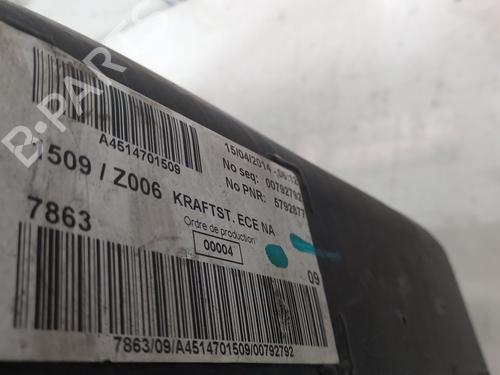 B-PARTS
A4514701509
15/04/2014
No seq: 00792792
No PNR: 5792877
1509 / Z006 KRAFTST. ECE NA
7863
Ordre de production
00004
09
7863/09/A4514701509/00792792